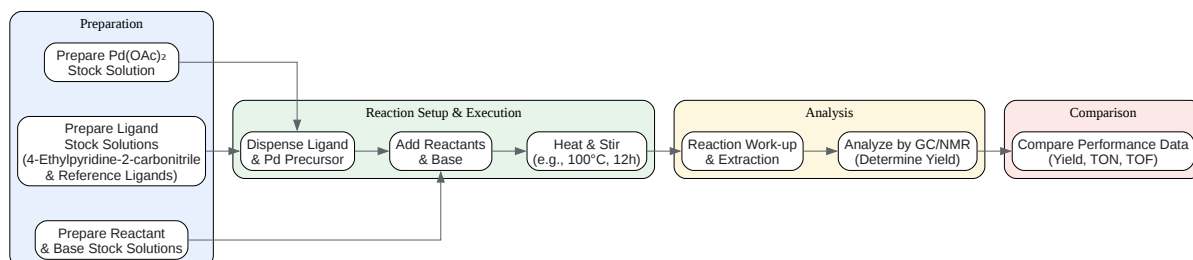 Preparation
Prepare Pd(OAc)₂
Stock Solution
Prepare Ligand
Stock Solutions
(4-Ethylpyridine-2-carbonitrile
& Reference Ligands)
Prepare Reactant
& Base Stock Solutions
Reaction Setup & Execution
Dispense Ligand
& Pd Precursor
Add Reactants
& Base
Heat & Stir
(e.g., 100°C, 12h)
Analysis
Reaction Work-up
& Extraction
Analyze by GC/NMR
(Determine Yield)
Comparison
Compare Performance Data
(Yield, TON, TOF)